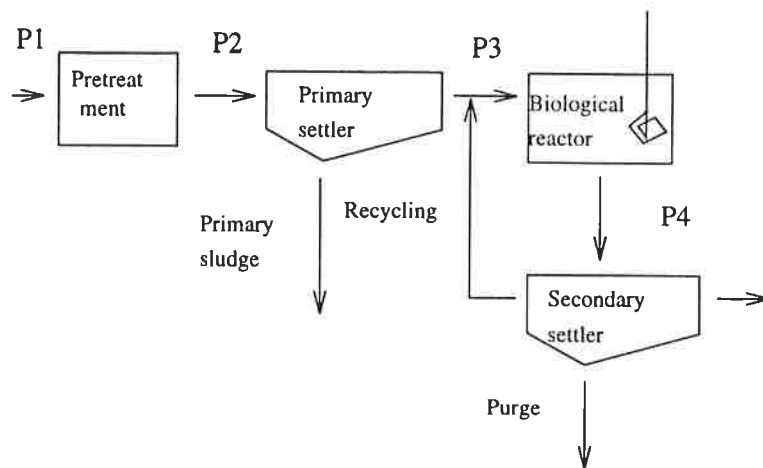 P1
P2
P3
Pretreat
ment
Primary
settler
Biological
reactor
Primary
sludge
Recycling
P4
Secondary
settler
Purge